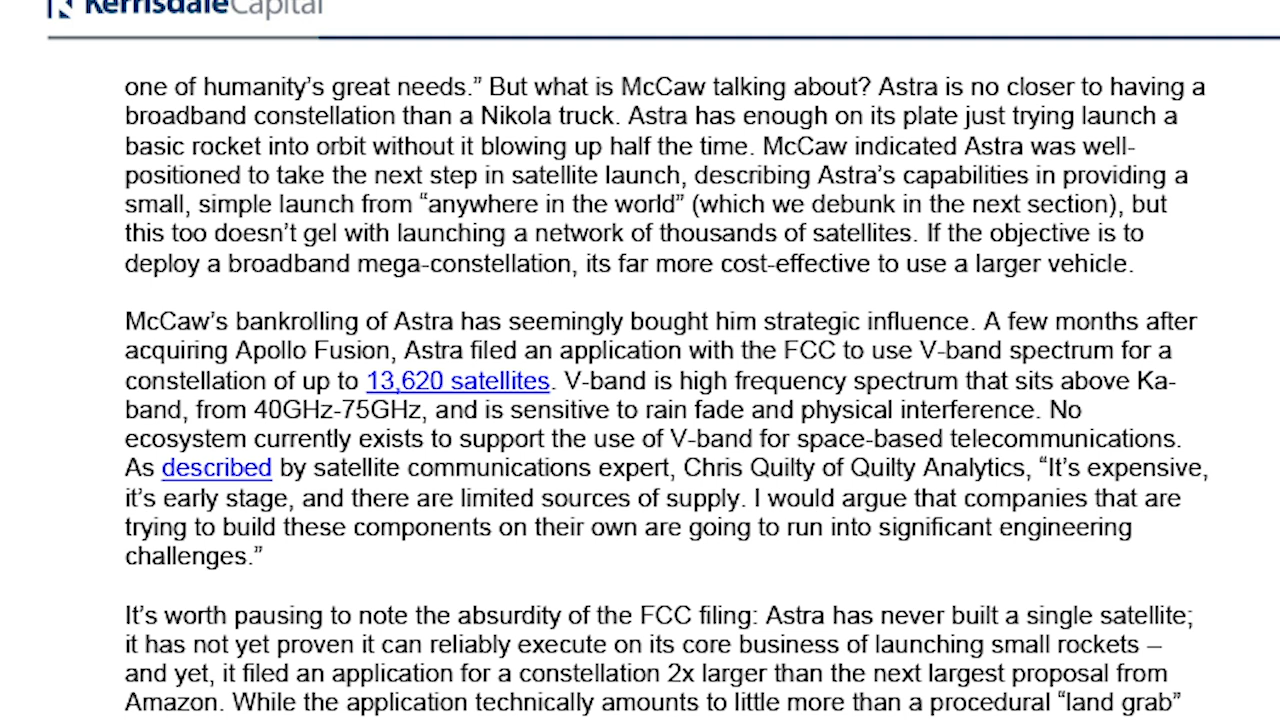 KerrisdaleCapital
one of humanity’s great needs.” But what is McCaw talking about? Astra is no closer to having a
broadband constellation than a Nikola truck. Astra has enough on its plate just trying launch a
basic rocket into orbit without it blowing up half the time. McCaw indicated Astra was well-
positioned to take the next step in satellite launch, describing Astra’s capabilities in providing a
small, simple launch from “anywhere in the world” (which we debunk in the next section), but
this too doesn’t gel with launching a network of thousands of satellites. If the objective is to
deploy a broadband mega-constellation, its far more cost-effective to use a larger vehicle.
McCaw’s bankrolling of Astra has seemingly bought him strategic influence. A few months after
acquiring Apollo Fusion, Astra filed an application with the FCC to use V-band spectrum for a
constellation of up to 13,620 satellites. V-band is high frequency spectrum that sits above Ka-
band, from 40GHz-75GHz, and is sensitive to rain fade and physical interference. No
ecosystem currently exists to support the use of V-band for space-based telecommunications.
As described by satellite communications expert, Chris Quilty of Quilty Analytics, “It’s expensive,
it’s early stage, and there are limited sources of supply. I would argue that companies that are
trying to build these components on their own are going to run into significant engineering
challenges.”
It’s worth pausing to note the absurdity of the FCC filing: Astra has never built a single satellite;
it has not yet proven it can reliably execute on its core business of launching small rockets –
and yet, it filed an application for a constellation 2x larger than the next largest proposal from
Amazon. While the application technically amounts to little more than a procedural “land grab”